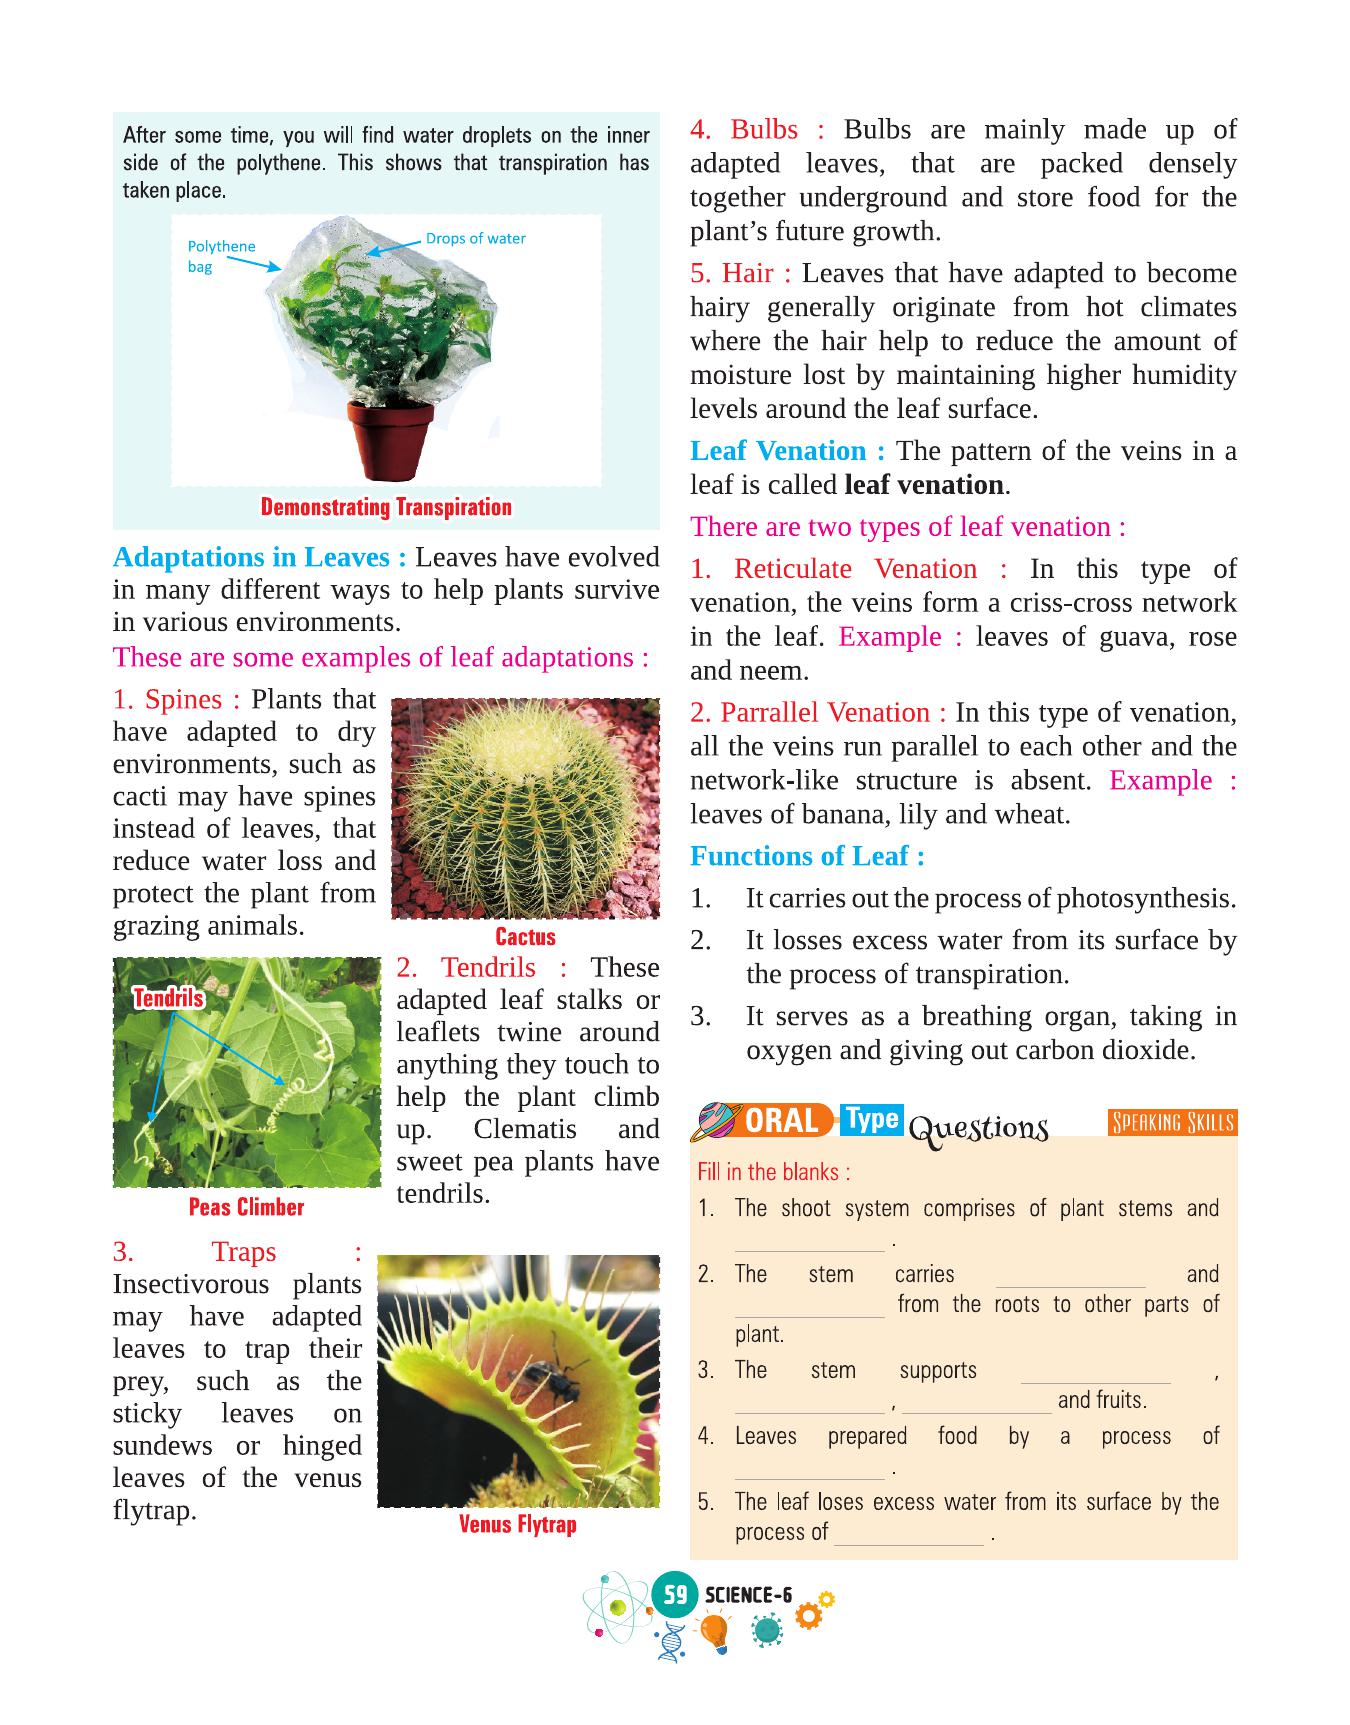 After some time, you will find water droplets on the inner
side of the polythene. This shows that transpiration has
taken place.
Polythene
bag
Drops of water
Demonstrating Transpiration
Adaptations in Leaves : Leaves have evolved
in many different ways to help plants survive
in various environments.
These are some examples of leaf adaptations :
1. Spines : Plants that
have adapted to dry
environments, such as
cacti may have spines
instead of leaves, that
reduce water loss and
protect the plant from
grazing animals.
Cactus
Tendrils
Peas Climber
2. Tendrils : These
adapted leaf stalks or
leaflets twine around
anything they touch to
help the plant climb
up. Clematis and
sweet pea plants have
tendrils.
3. Traps :
Insectivorous plants
may have adapted
leaves to trap their
prey, such as the
sticky leaves on
sundews or hinged
leaves of the venus
flytrap.
Venus Flytrap
4. Bulbs : Bulbs are mainly made up of
adapted leaves, that are packed densely
together underground and store food for the
plant’s future growth.
5. Hair : Leaves that have adapted to become
hairy generally originate from hot climates
where the hair help to reduce the amount of
moisture lost by maintaining higher humidity
levels around the leaf surface.
Leaf Venation : The pattern of the veins in a
leaf is called leaf venation.
There are two types of leaf venation :
1. Reticulate Venation : In this type of
venation, the veins form a criss-cross network
in the leaf. Example : leaves of guava, rose
and neem.
2. Parrallel Venation : In this type of venation,
all the veins run parallel to each other and the
network-like structure is absent. Example :
leaves of banana, lily and wheat.
Functions of Leaf :
1. It carries out the process of photosynthesis.
2. It losses excess water from its surface by
the process of transpiration.
3. It serves as a breathing organ, taking in
oxygen and giving out carbon dioxide.
ORAL Type Questions SPEAKING SKILLS
Fill in the blanks :
1. The shoot system comprises of plant stems and
____________ .
2. The stem carries ____________ and
____________ from the roots to other parts of
plant.
3. The stem supports ____________ ,
____________ , ____________ and fruits.
4. Leaves prepared food by a process of
____________ .
5. The leaf loses excess water from its surface by the
process of ____________ .
59 SCIENCE-6